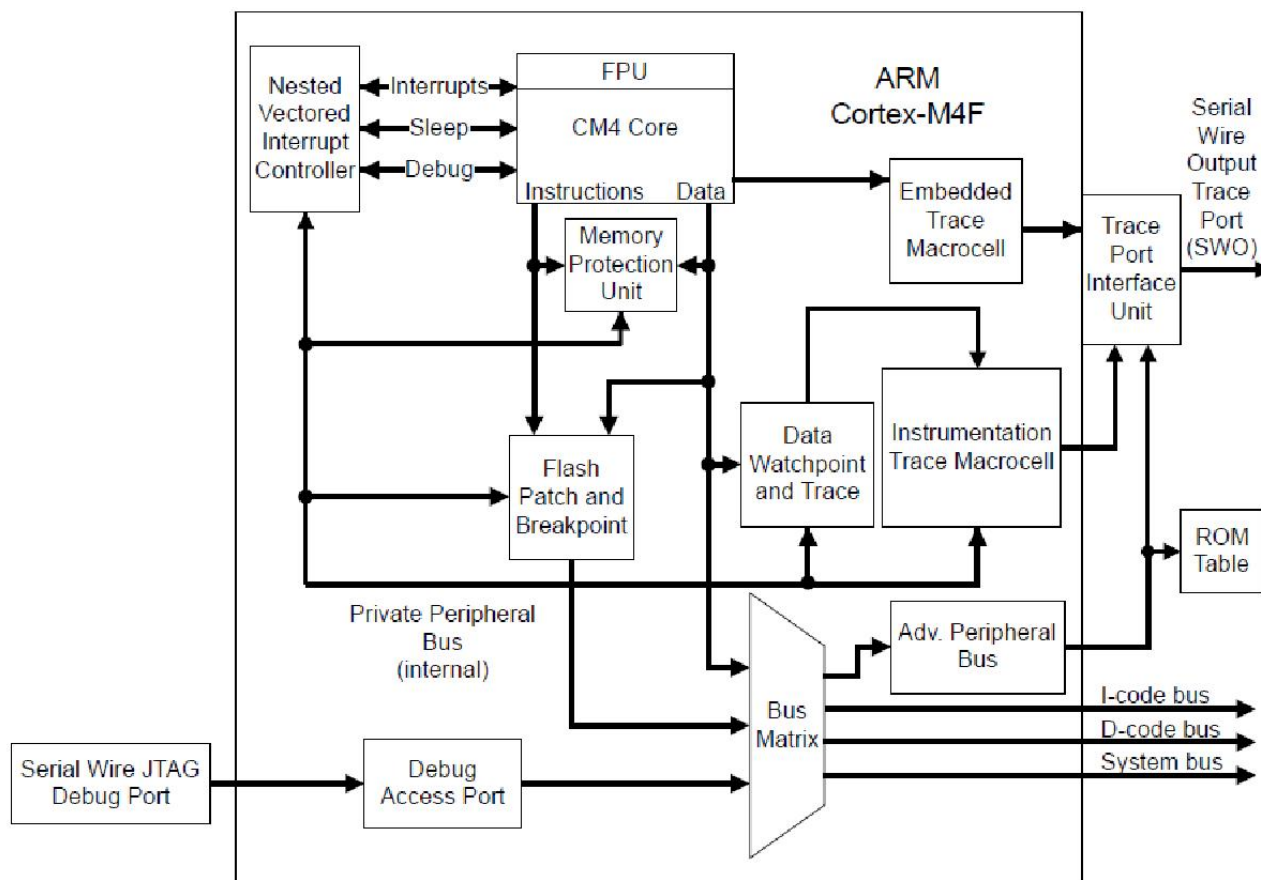 Nested
Vectored
Interrupt
Controller
Interrupts
Sleep
Debug
FPU
CM4 Core
Instructions Data
ARM
Cortex-M4F
Serial
Wire
Output
Trace
Port
(SWO)
Embedded
Trace
Macrocell
Trace
Port
Interface
Unit
Memory
Protection
Unit
Flash
Patch and
Breakpoint
Data
Watchpoint
and Trace
Instrumentation
Trace Macrocell
ROM
Table
Private Peripheral
Bus
(internal)
Adv. Peripheral
Bus
Bus
Matrix
I-code bus
D-code bus
System bus
Serial Wire JTAG
Debug Port
Debug
Access Port